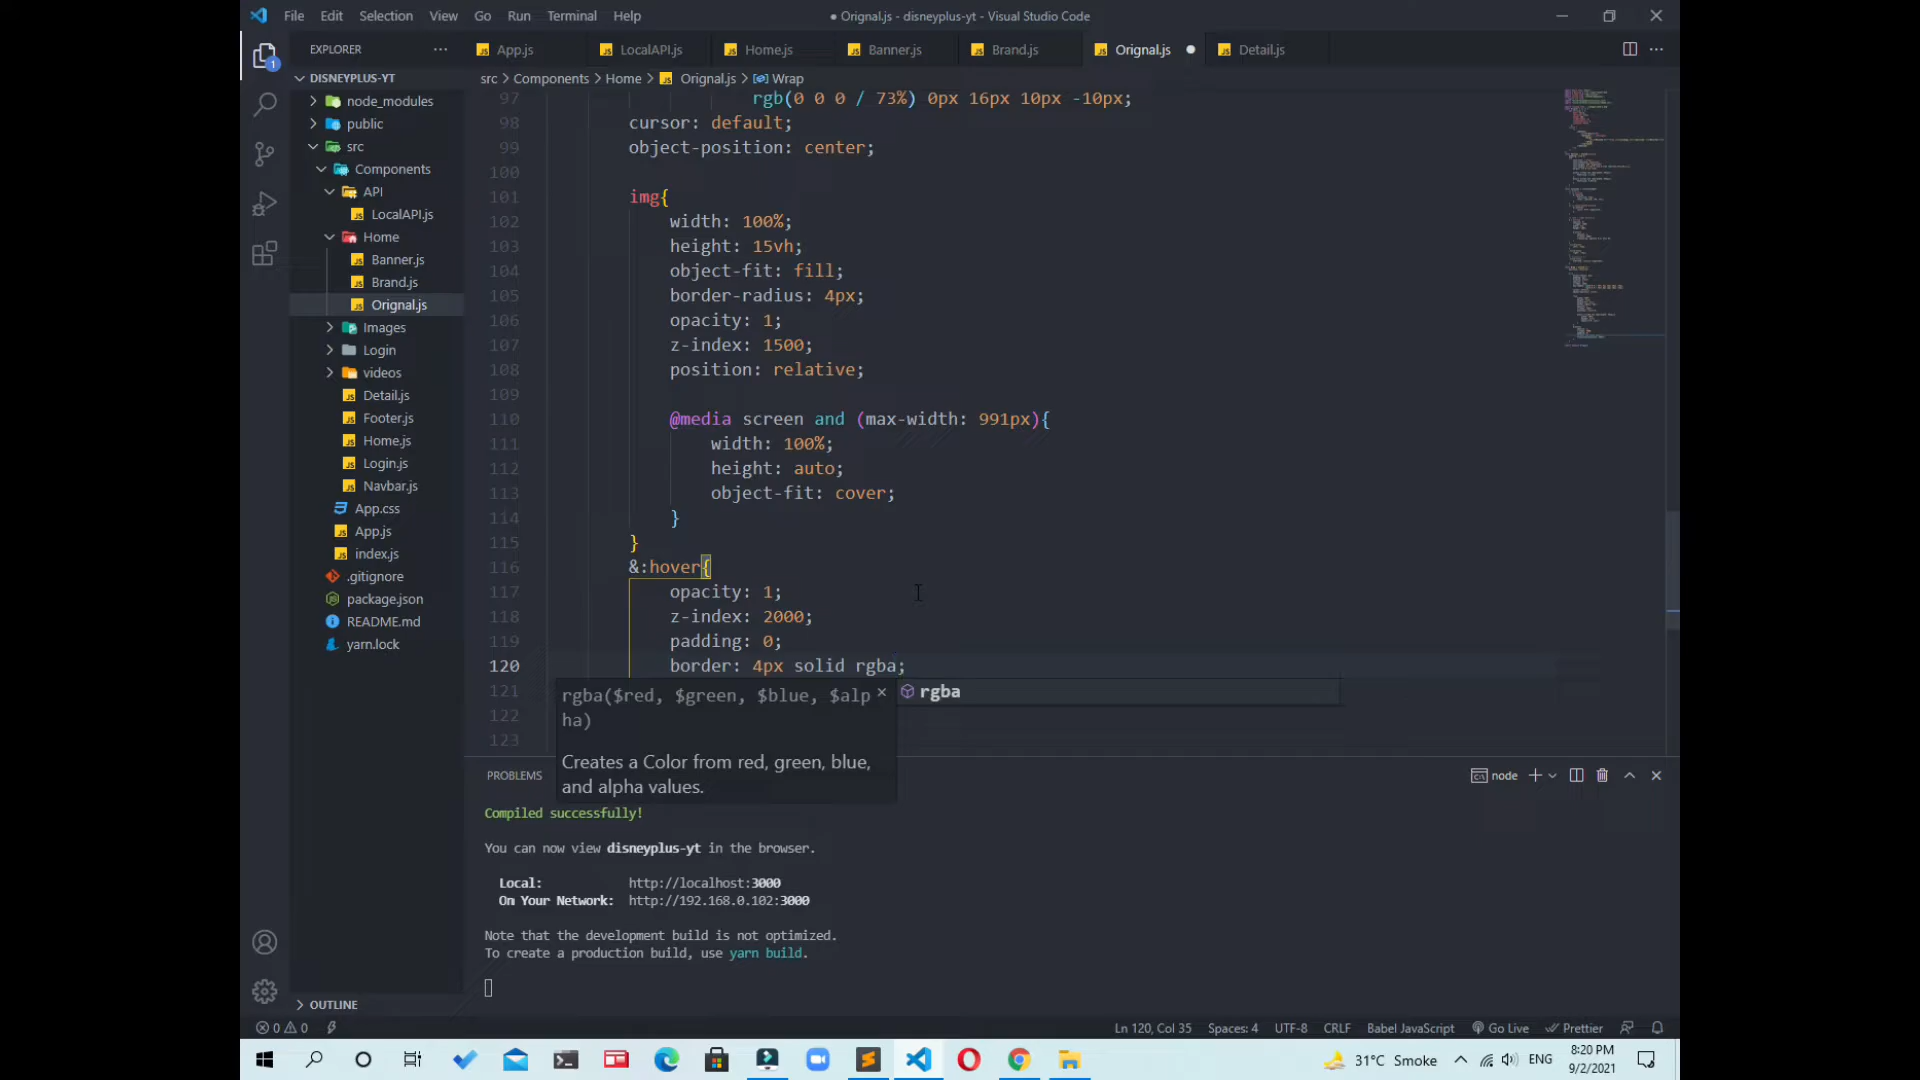 File Edit Selection View Go Run Terminal Help
● Orignal.js - disneyplus-yt - Visual Studio Code
EXPLORER
App.js LocalAPI.js Home.js Banner.js Brand.js Orignal.js ● Detail.js
DISNEYPLUS-YT
src > Components > Home > Orignal.js > Wrap
node_modules
public
src
Components
API
LocalAPI.js
Home
Banner.js
Brand.js
Orignal.js
Images
Login
videos
Detail.js
Footer.js
Home.js
Login.js
Navbar.js
App.css
App.js
index.js
.gitignore
package.json
README.md
yarn.lock
OUTLINE
1
97 rgb(0 0 0 / 73%) 0px 16px 10px -10px;
98 cursor: default;
99 object-position: center;
100
101 img{
102 width: 100%;
103 height: 15vh;
104 object-fit: fill;
105 border-radius: 4px;
106 opacity: 1;
107 z-index: 1500;
108 position: relative;
109
110 @media screen and (max-width: 991px){
111 width: 100%;
112 height: auto;
113 object-fit: cover;
114 }
115 }
116 &:hover{
117 opacity: 1;
118 z-index: 2000;
119 padding: 0;
120 border: 4px solid rgba;
121
122
123
rgba($red, $green, $blue, $alp
ha)
Creates a Color from red, green, blue,
and alpha values.
rgba
PROBLEMS
node
Compiled successfully!
You can now view disneyplus-yt in the browser.
Local: http://localhost:3000
On Your Network: http://192.168.0.102:3000
Note that the development build is not optimized.
To create a production build, use yarn build.
0 0 Ln 120, Col 35 Spaces: 4 UTF-8 CRLF Babel JavaScript Go Live Prettier
31°C Smoke ENG 8:20 PM
9/2/2021